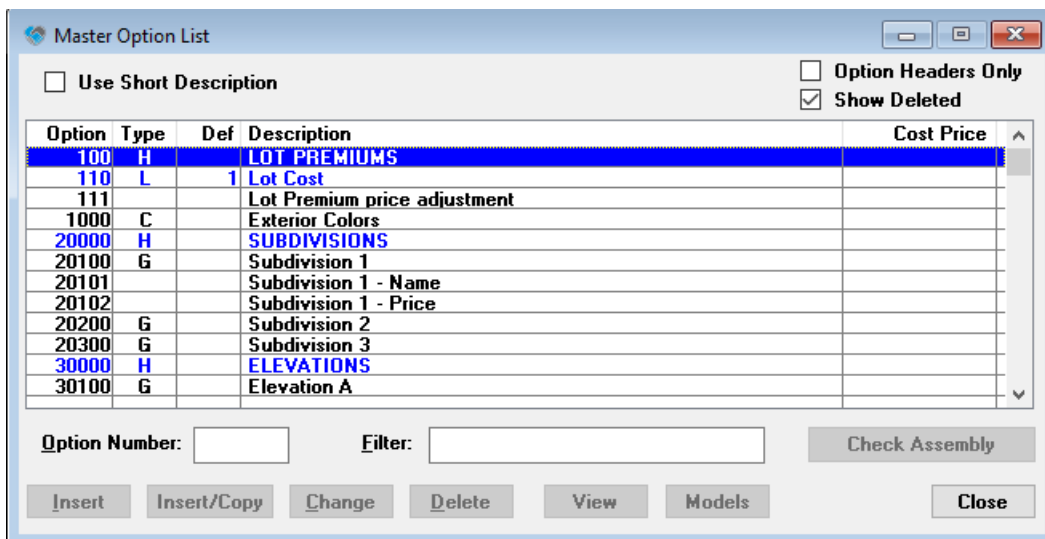 Master Option List
Use Short Description
Option Headers Only
Show Deleted
Option Type Def Description Cost Price
100 H LOT PREMIUMS
110 L 1 Lot Cost
111 Lot Premium price adjustment
1000 C Exterior Colors
20000 H SUBDIVISIONS
20100 G Subdivision 1
20101 Subdivision 1 - Name
20102 Subdivision 1 - Price
20200 G Subdivision 2
20300 G Subdivision 3
30000 H ELEVATIONS
30100 G Elevation A
Option Number: Filter: Check Assembly
Insert Insert/Copy Change Delete View Models Close